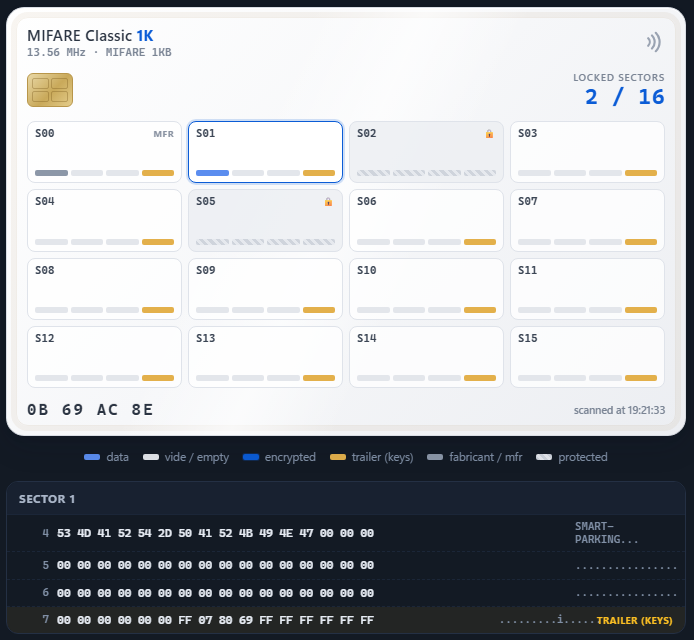 MIFARE Classic 1K
13.56 MHz · MIFARE 1KB
LOCKED SECTORS
2 / 16
S00 MFR
S01
S02
S03
S04
S05
S06
S07
S08
S09
S10
S11
S12
S13
S14
S15
0B 69 AC 8E
scanned at 19:21:33
data
vide / empty
encrypted
trailer (keys)
fabricant / mfr
protected
SECTOR 1
4 53 4D 41 52 54 2D 50 41 52 4B 49 4E 47 00 00 00 SMART-
PARKING...
5 00 00 00 00 00 00 00 00 00 00 00 00 00 00 00 00 ................
6 00 00 00 00 00 00 00 00 00 00 00 00 00 00 00 00 ................
7 00 00 00 00 00 00 FF 07 80 69 FF FF FF FF FF FF .........i...... TRAILER (KEYS)